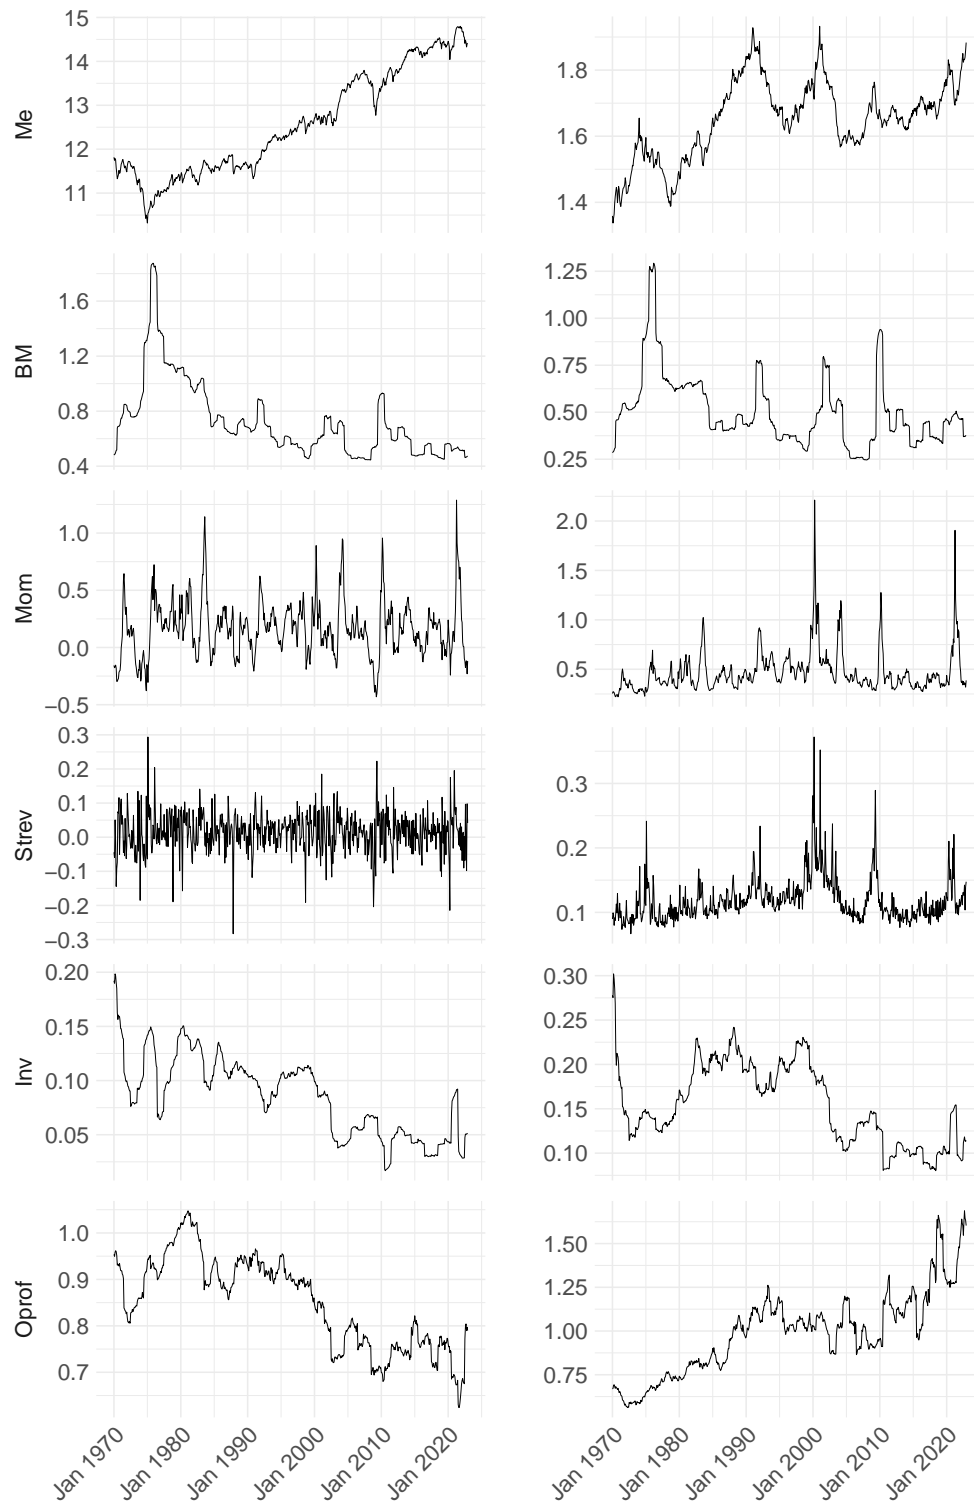 Me
15
14
13
12
11
1.8
1.6
1.4
BM
1.6
1.2
0.8
0.4
1.25
1.00
0.75
0.50
0.25
Mom
1.0
0.5
0.0
−0.5
2.0
1.5
1.0
0.5
Strev
0.3
0.2
0.1
0.0
−0.1
−0.2
−0.3
0.3
0.2
0.1
Inv
0.20
0.15
0.10
0.05
0.30
0.25
0.20
0.15
0.10
Oprof
1.0
0.9
0.8
0.7
1.50
1.25
1.00
0.75
Jan 1970
Jan 1980
Jan 1990
Jan 2000
Jan 2010
Jan 2020
Jan 1970
Jan 1980
Jan 1990
Jan 2000
Jan 2010
Jan 2020